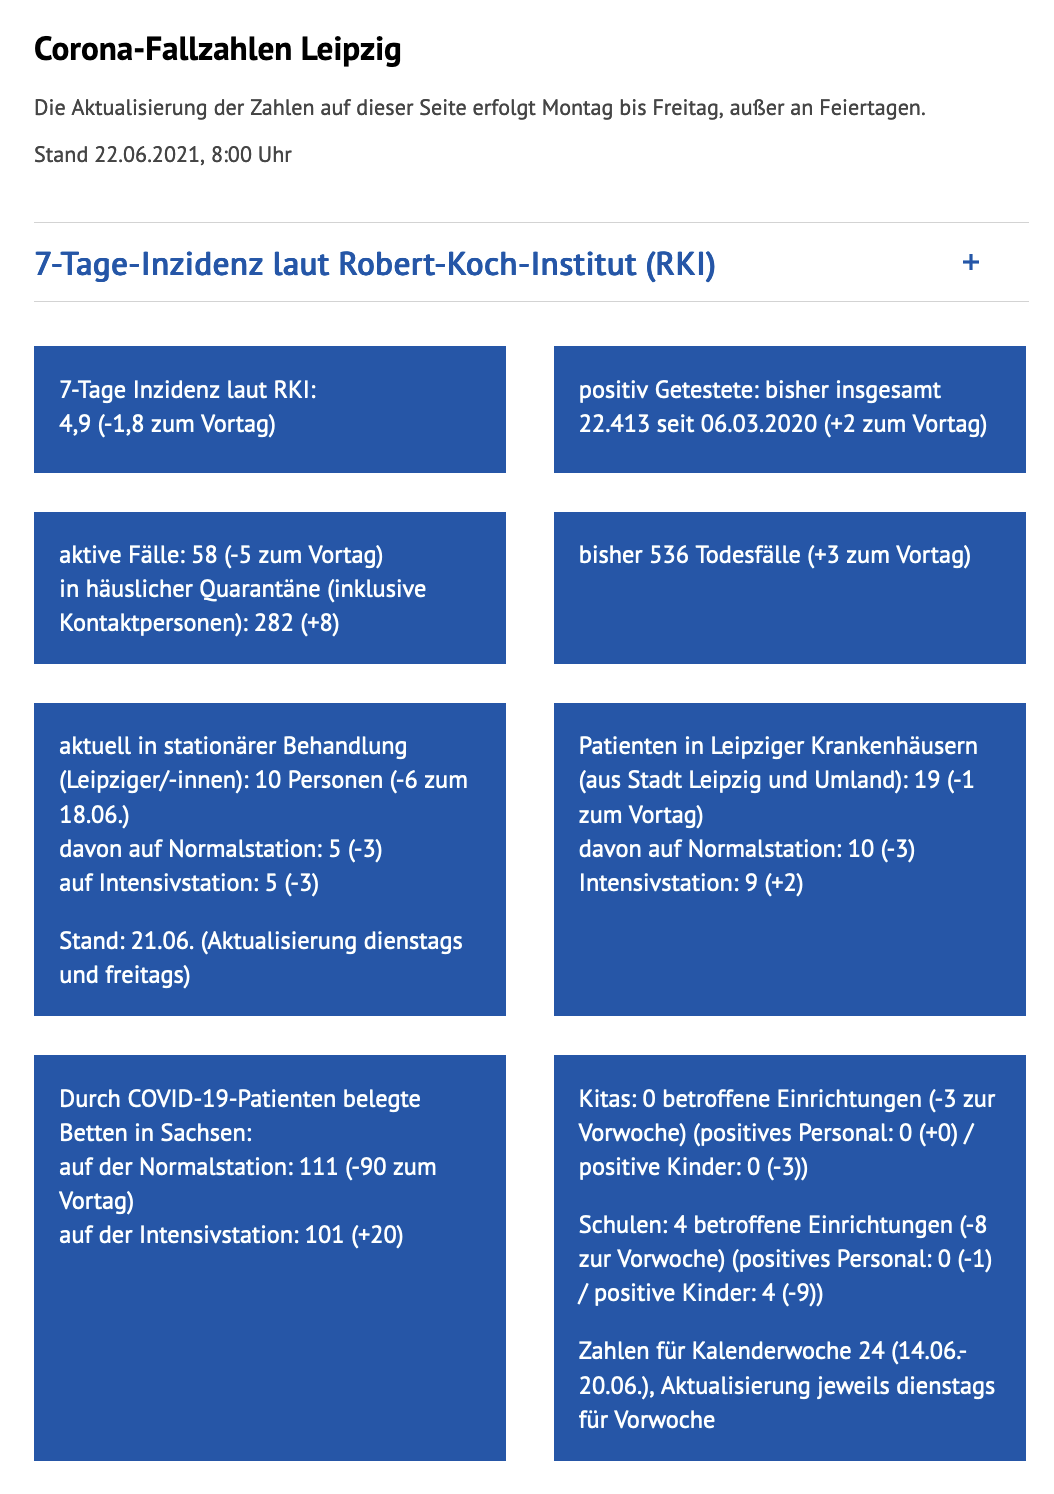 Corona-Fallzahlen Leipzig
Die Aktualisierung der Zahlen auf dieser Seite erfolgt Montag bis Freitag, außer an Feiertagen.
Stand 22.06.2021, 8:00 Uhr
7-Tage-Inzidenz laut Robert-Koch-Institut (RKI) +
7-Tage Inzidenz laut RKI:
4,9 (-1,8 zum Vortag)
positiv Getestete: bisher insgesamt
22.413 seit 06.03.2020 (+2 zum Vortag)
aktive Fälle: 58 (-5 zum Vortag)
in häuslicher Quarantäne (inklusive
Kontaktpersonen): 282 (+8)
bisher 536 Todesfälle (+3 zum Vortag)
aktuell in stationärer Behandlung
(Leipziger/-innen): 10 Personen (-6 zum
18.06.)
davon auf Normalstation: 5 (-3)
auf Intensivstation: 5 (-3)
Stand: 21.06. (Aktualisierung dienstags
und freitags)
Patienten in Leipziger Krankenhäusern
(aus Stadt Leipzig und Umland): 19 (-1
zum Vortag)
davon auf Normalstation: 10 (-3)
Intensivstation: 9 (+2)
Durch COVID-19-Patienten belegte
Betten in Sachsen:
auf der Normalstation: 111 (-90 zum
Vortag)
auf der Intensivstation: 101 (+20)
Kitas: 0 betroffene Einrichtungen (-3 zur
Vorwoche) (positives Personal: 0 (+0) /
positive Kinder: 0 (-3))
Schulen: 4 betroffene Einrichtungen (-8
zur Vorwoche) (positives Personal: 0 (-1)
/ positive Kinder: 4 (-9))
Zahlen für Kalenderwoche 24 (14.06.-
20.06.), Aktualisierung jeweils dienstags
für Vorwoche